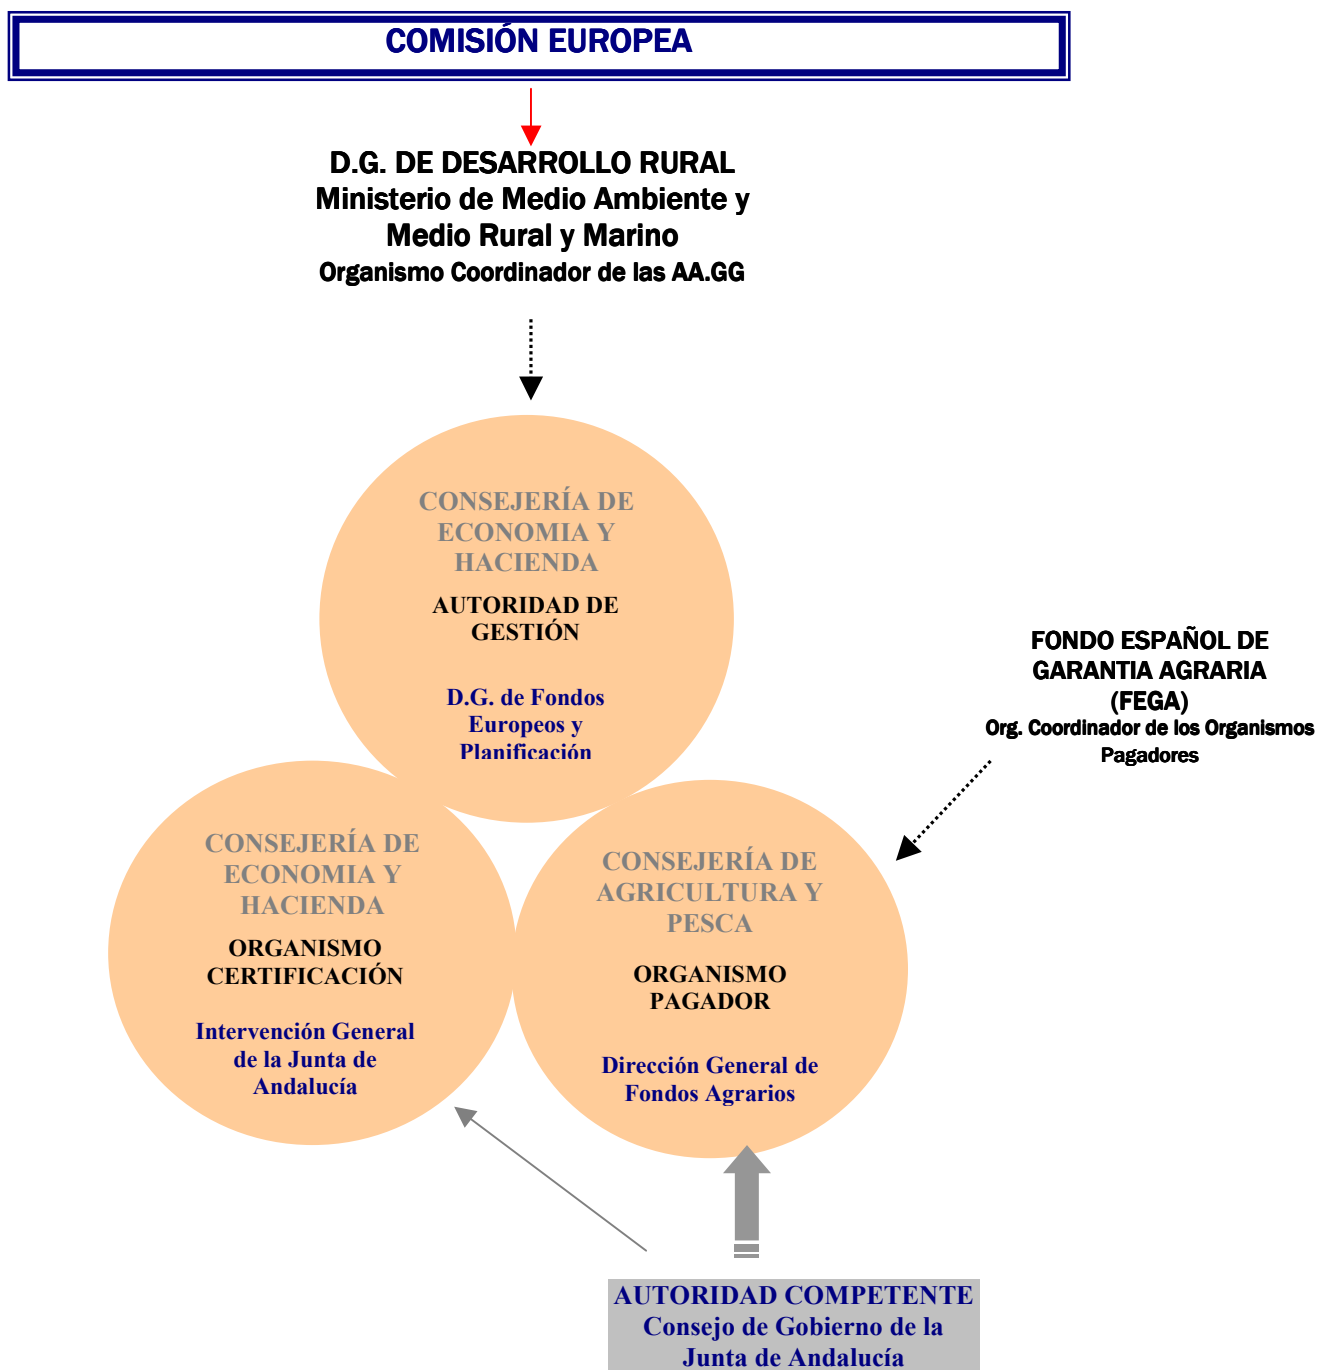 COMISIÓN EUROPEA
D.G. DE DESARROLLO RURAL
Ministerio de Medio Ambiente y
Medio Rural y Marino
Organismo Coordinador de las AA.GG
CONSEJERÍA DE
ECONOMIA Y
HACIENDA
AUTORIDAD DE
GESTIÓN
D.G. de Fondos
Europeos y
Planificación
FONDO ESPAÑOL DE
GARANTIA AGRARIA
(FEGA)
Org. Coordinador de los Organismos
Pagadores
CONSEJERÍA DE
ECONOMIA Y
HACIENDA
ORGANISMO
CERTIFICACIÓN
Intervención General
de la Junta de
Andalucía
CONSEJERÍA DE
AGRICULTURA Y
PESCA
ORGANISMO
PAGADOR
Dirección General de
Fondos Agrarios
AUTORIDAD COMPETENTE
Consejo de Gobierno de la
Junta de Andalucía